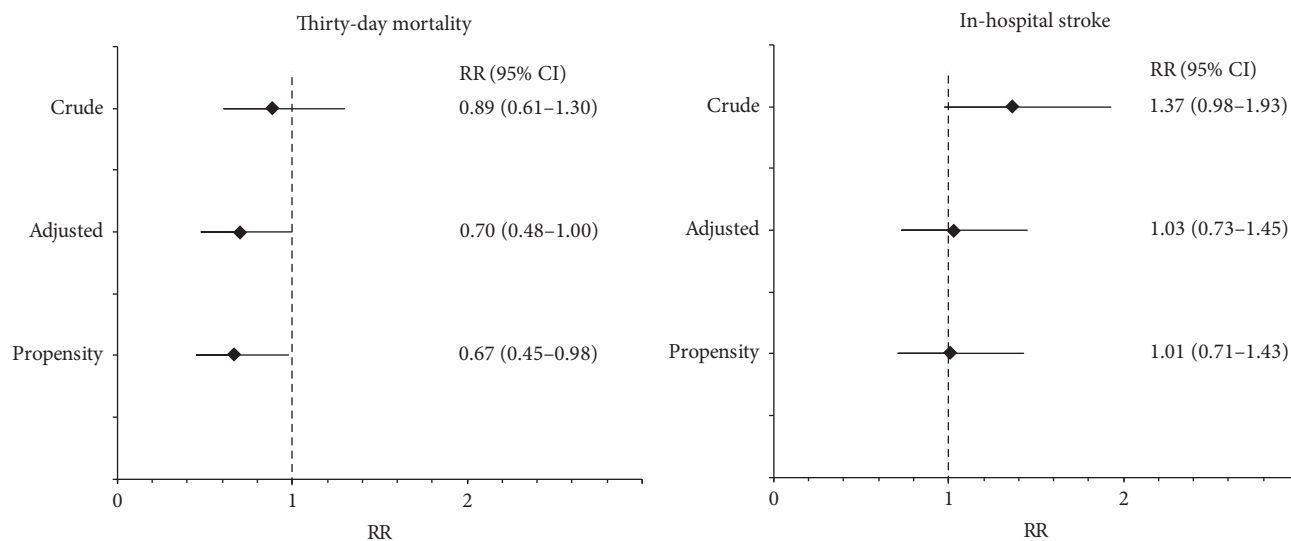 Thirty-day mortality
RR (95% CI)
Crude 0.89 (0.61–1.30)
Adjusted 0.70 (0.48–1.00)
Propensity 0.67 (0.45–0.98)
0 1 2
RR
In-hospital stroke
RR (95% CI)
Crude 1.37 (0.98–1.93)
Adjusted 1.03 (0.73–1.45)
Propensity 1.01 (0.71–1.43)
0 1 2
RR